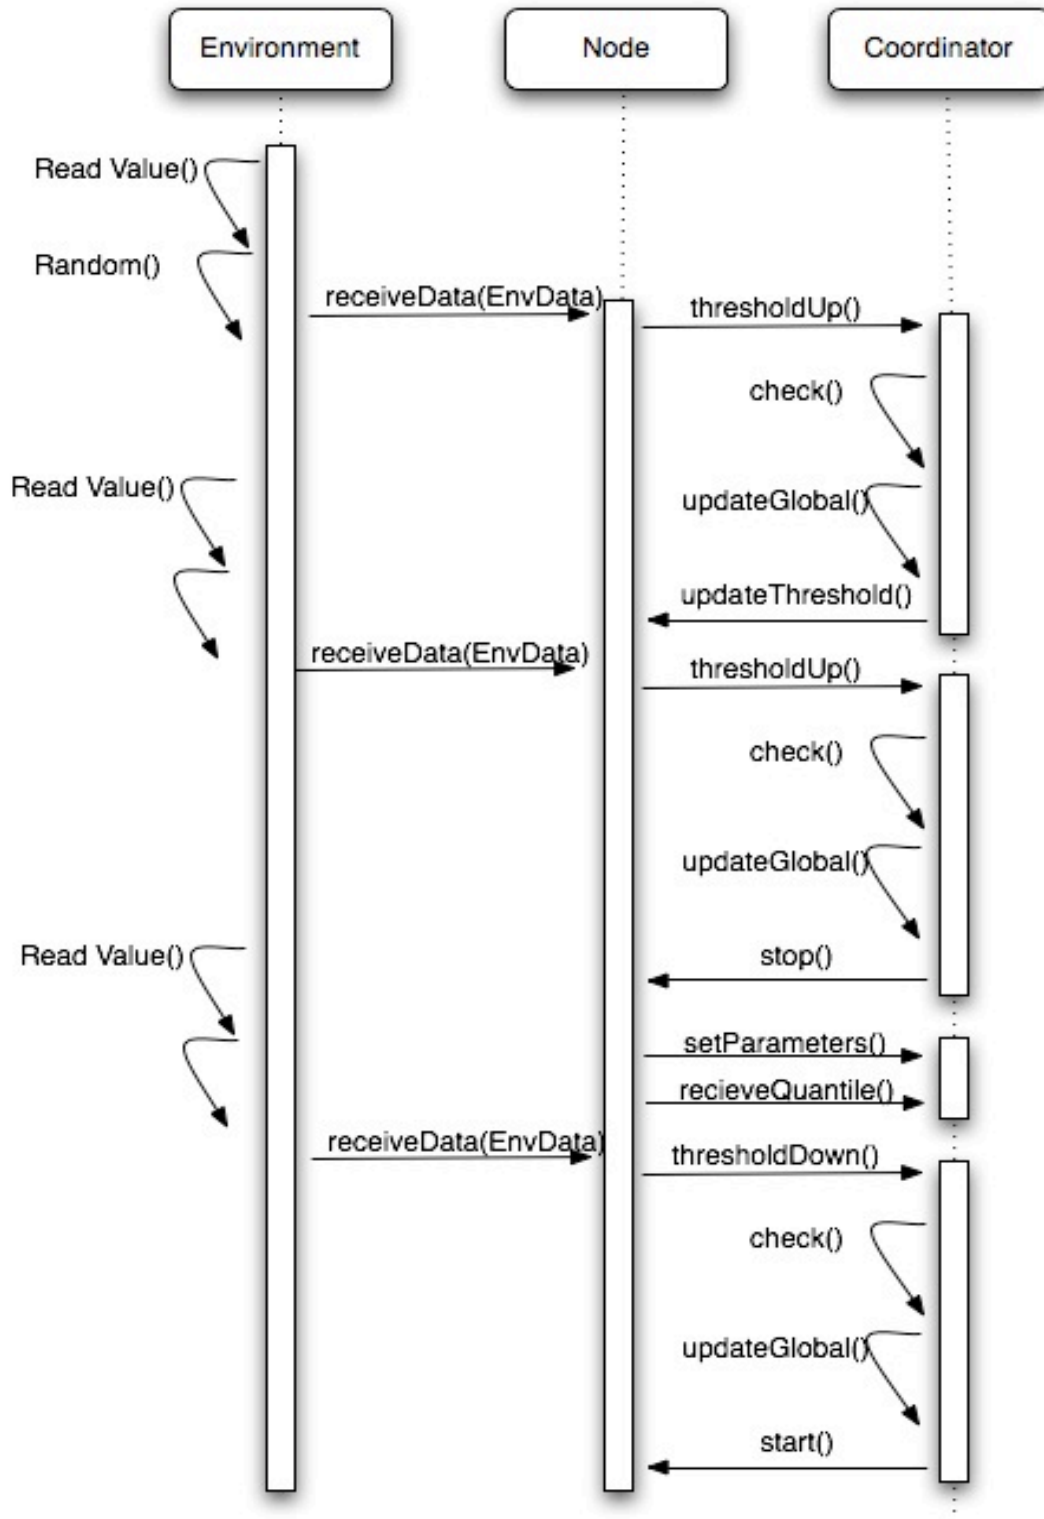 Environment
Node
Coordinator
Read Value()
Random()
receiveData(EnvData)
thresholdUp()
check()
Read Value()
updateGlobal()
updateThreshold()
receiveData(EnvData)
thresholdUp()
check()
updateGlobal()
Read Value()
stop()
setParameters()
recieveQuantile()
receiveData(EnvData)
thresholdDown()
check()
updateGlobal()
start()